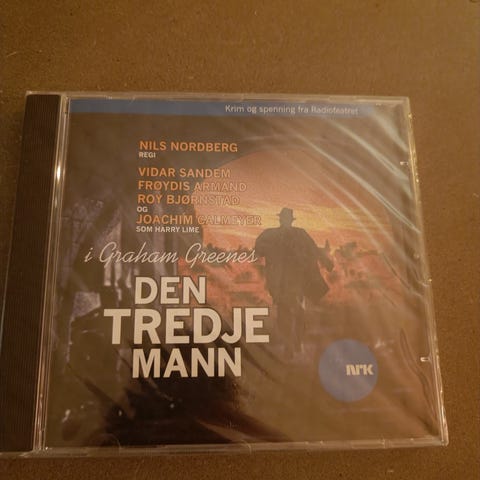 Krim og spenning fra Radioteatret
NILS NORDBERG
REGI
VIDAR SANDEM
FRØYDIS ARMAND
ROY BJØRNSTAD
OG
JOACHIM CALMEYER
SOM HARRY LIME
i Graham Greenes
DEN
TREDJE
MANN
NRK